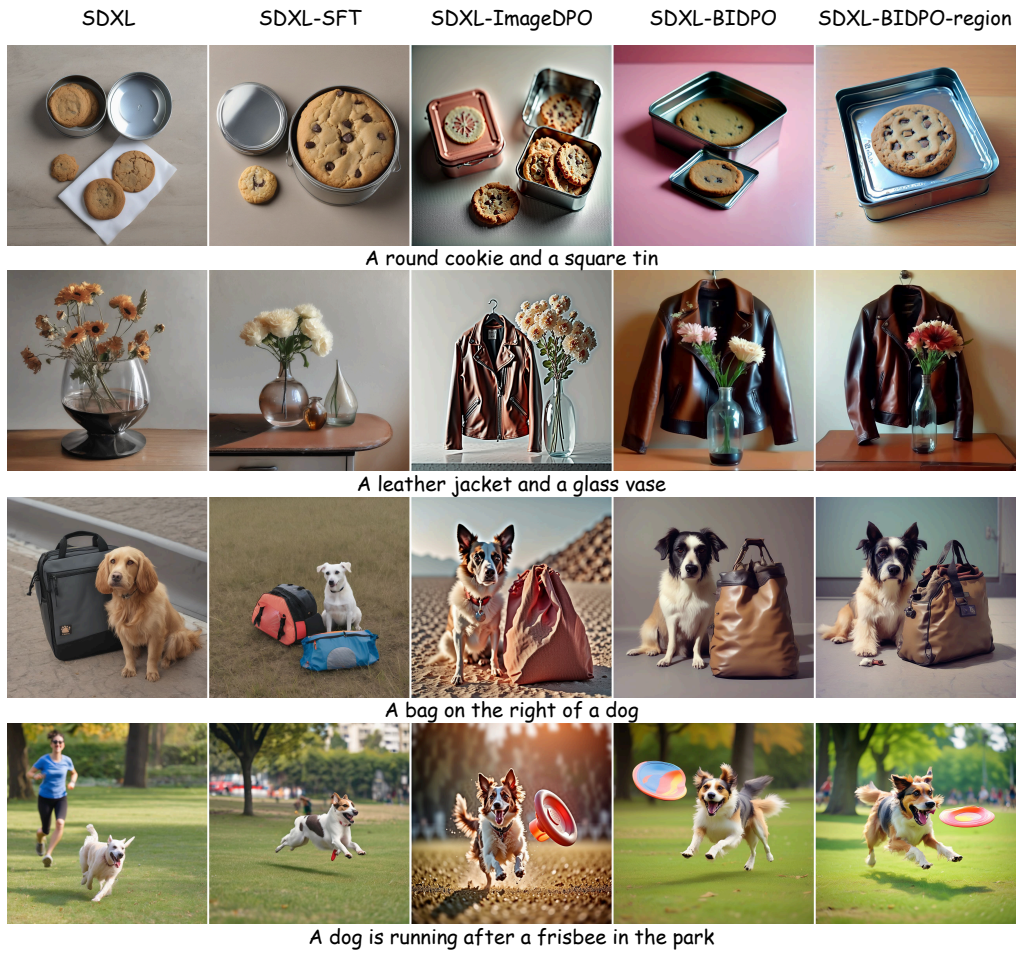 SDXL SDXL-SFT SDXL-ImageDPO SDXL-BIDPO SDXL-BIDPO-region
A round cookie and a square tin
A leather jacket and a glass vase
A bag on the right of a dog
A dog is running after a frisbee in the park